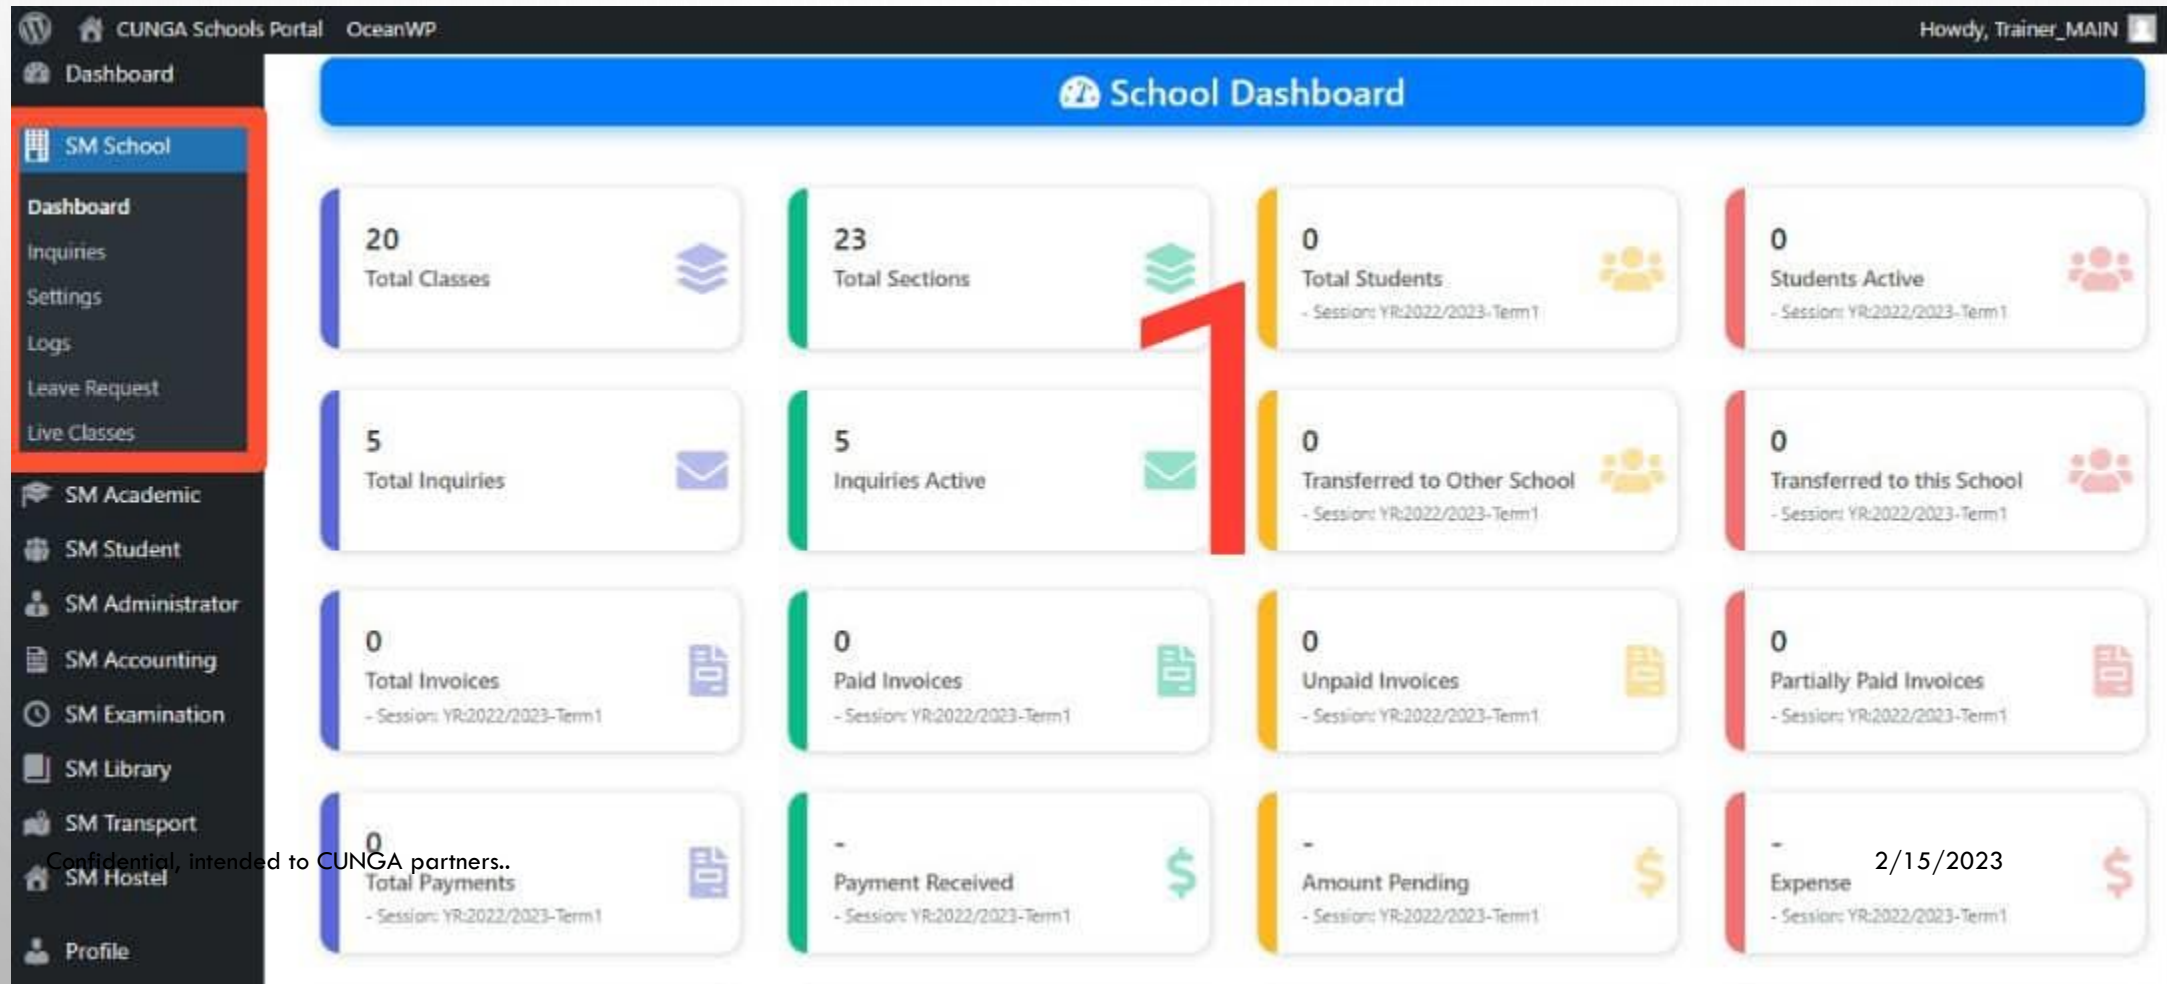 CUNGA Schools Portal OceanWP Howdy, Trainer_MAIN
Dashboard
SM School
Dashboard
Inquiries
Settings
Logs
Leave Request
Live Classes
SM Academic
SM Student
SM Administrator
SM Accounting
SM Examination
SM Library
SM Transport
SM Hostel
Profile
School Dashboard
20
Total Classes
23
Total Sections
0
Total Students
- Session: YR:2022/2023-Term1
0
Students Active
- Session: YR:2022/2023-Term1
1
5
Total Inquiries
5
Inquiries Active
0
Transferred to Other School
- Session: YR:2022/2023-Term1
0
Transferred to this School
- Session: YR:2022/2023-Term1
0
Total Invoices
- Session: YR:2022/2023-Term1
0
Paid Invoices
- Session: YR:2022/2023-Term1
0
Unpaid Invoices
- Session: YR:2022/2023-Term1
0
Partially Paid Invoices
- Session: YR:2022/2023-Term1
0
Total Payments
- Session: YR:2022/2023-Term1
-
Payment Received
- Session: YR:2022/2023-Term1
-
Amount Pending
- Session: YR:2022/2023-Term1
-
Expense
- Session: YR:2022/2023-Term1
Confidential, intended to CUNGA partners..
2/15/2023